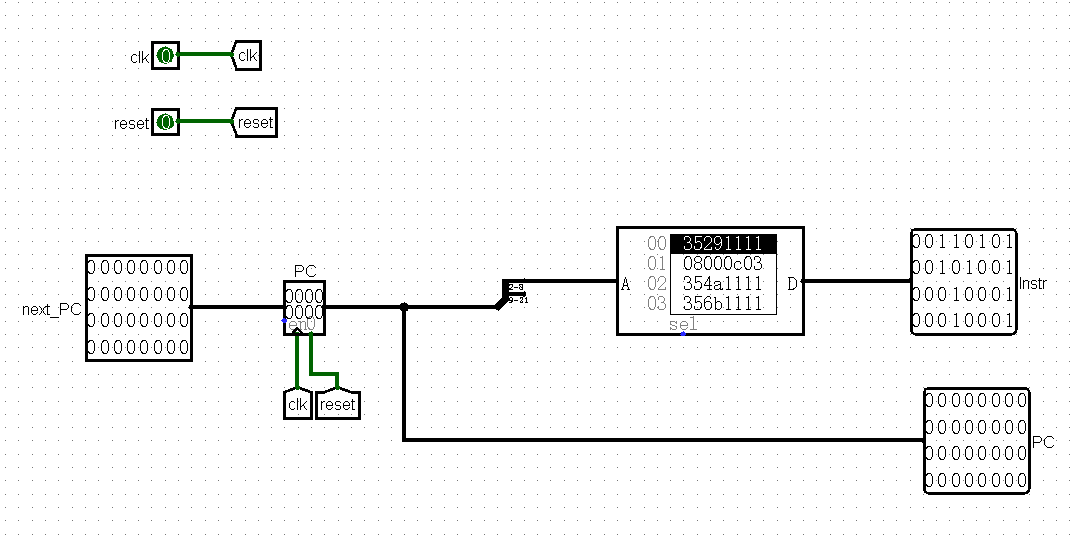 clk 0 clk
reset 0 reset
next_PC
00000000
00000000
00000000
00000000
PC
0000
0000
en 0
clk
reset
2-8
9-31
A
00 35291111
01 08000c03
02 354a1111
03 356b1111
sel
D
00110101
00101001
00010001
00010001
Instr
00000000
00000000
00000000
00000000
PC